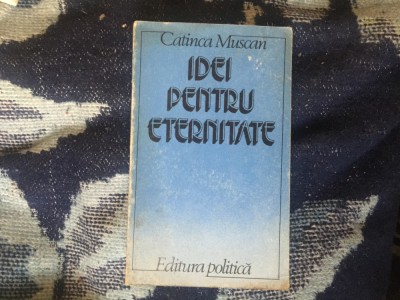 Catinca Muscan
IDEI
PENTRU
ETERNITATE
Editura politică